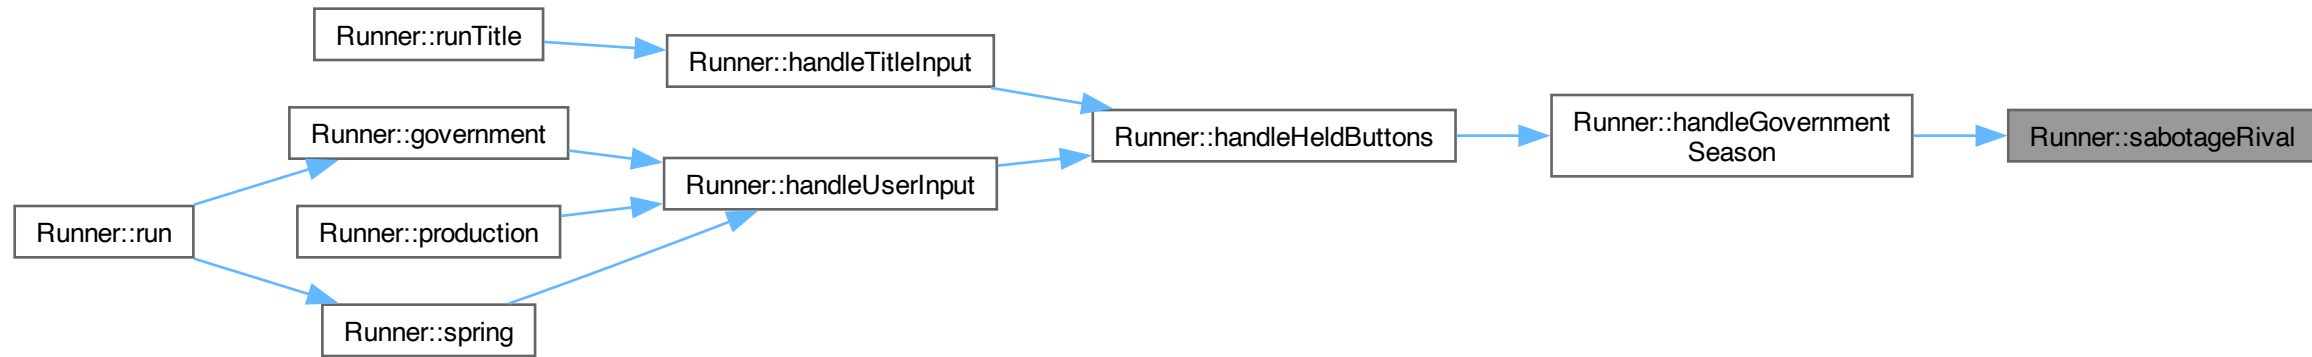 Runner::runTitle
Runner::handleTitleInput
Runner::government
Runner::handleHeldButtons
Runner::handleGovernment
Season
Runner::sabotageRival
Runner::handleUserInput
Runner::run
Runner::production
Runner::spring